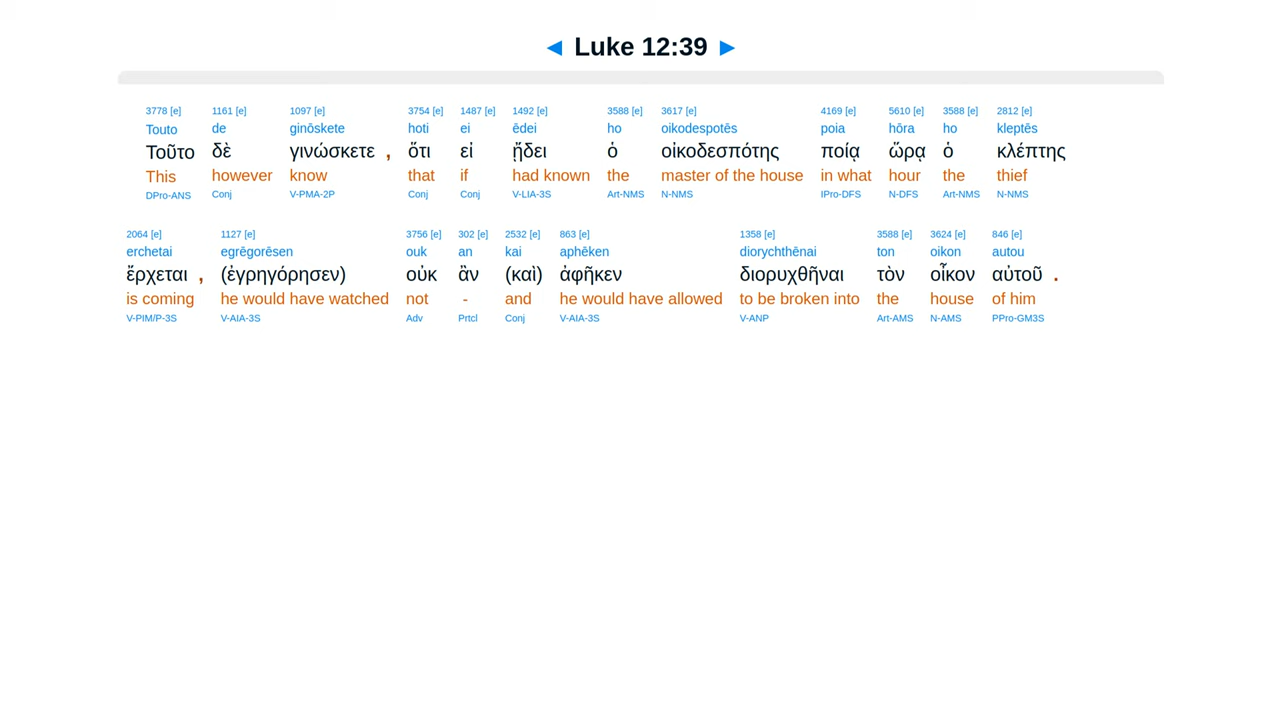 ◄ Luke 12:39 ►
3778 [e] 1161 [e] 1097 [e] 3754 [e] 1487 [e] 1492 [e] 3588 [e] 3617 [e] 4169 [e] 5610 [e] 3588 [e] 2812 [e]
Touto de ginōskete hoti ei ēdei ho oikodespotēs poia hōra ho kleptēs
Τοῦτο δὲ γινώσκετε , ὅτι εἰ ᾔδει ὁ οἰκοδεσπότης ποίᾳ ὥρᾳ ὁ κλέπτης
This however know that if had known the master of the house in what hour the thief
DPro-ANS Conj V-PMA-2P Conj Conj V-LIA-3S Art-NMS N-NMS IPro-DFS N-DFS Art-NMS N-NMS
2064 [e] 1127 [e] 3756 [e] 302 [e] 2532 [e] 863 [e] 1358 [e] 3588 [e] 3624 [e] 846 [e]
erchetai egrēgorēsen ouk an kai aphēken diorychthēnai ton oikon autou
ἔρχεται , (ἐγρηγόρησεν) οὐκ ἂν (καὶ) ἀφῆκεν διορυχθῆναι τὸν οἶκον αὐτοῦ .
is coming he would have watched not - and he would have allowed to be broken into the house of him
V-PIM/P-3S V-AIA-3S Adv Prtcl Conj V-AIA-3S V-ANP Art-AMS N-AMS PPro-GM3S